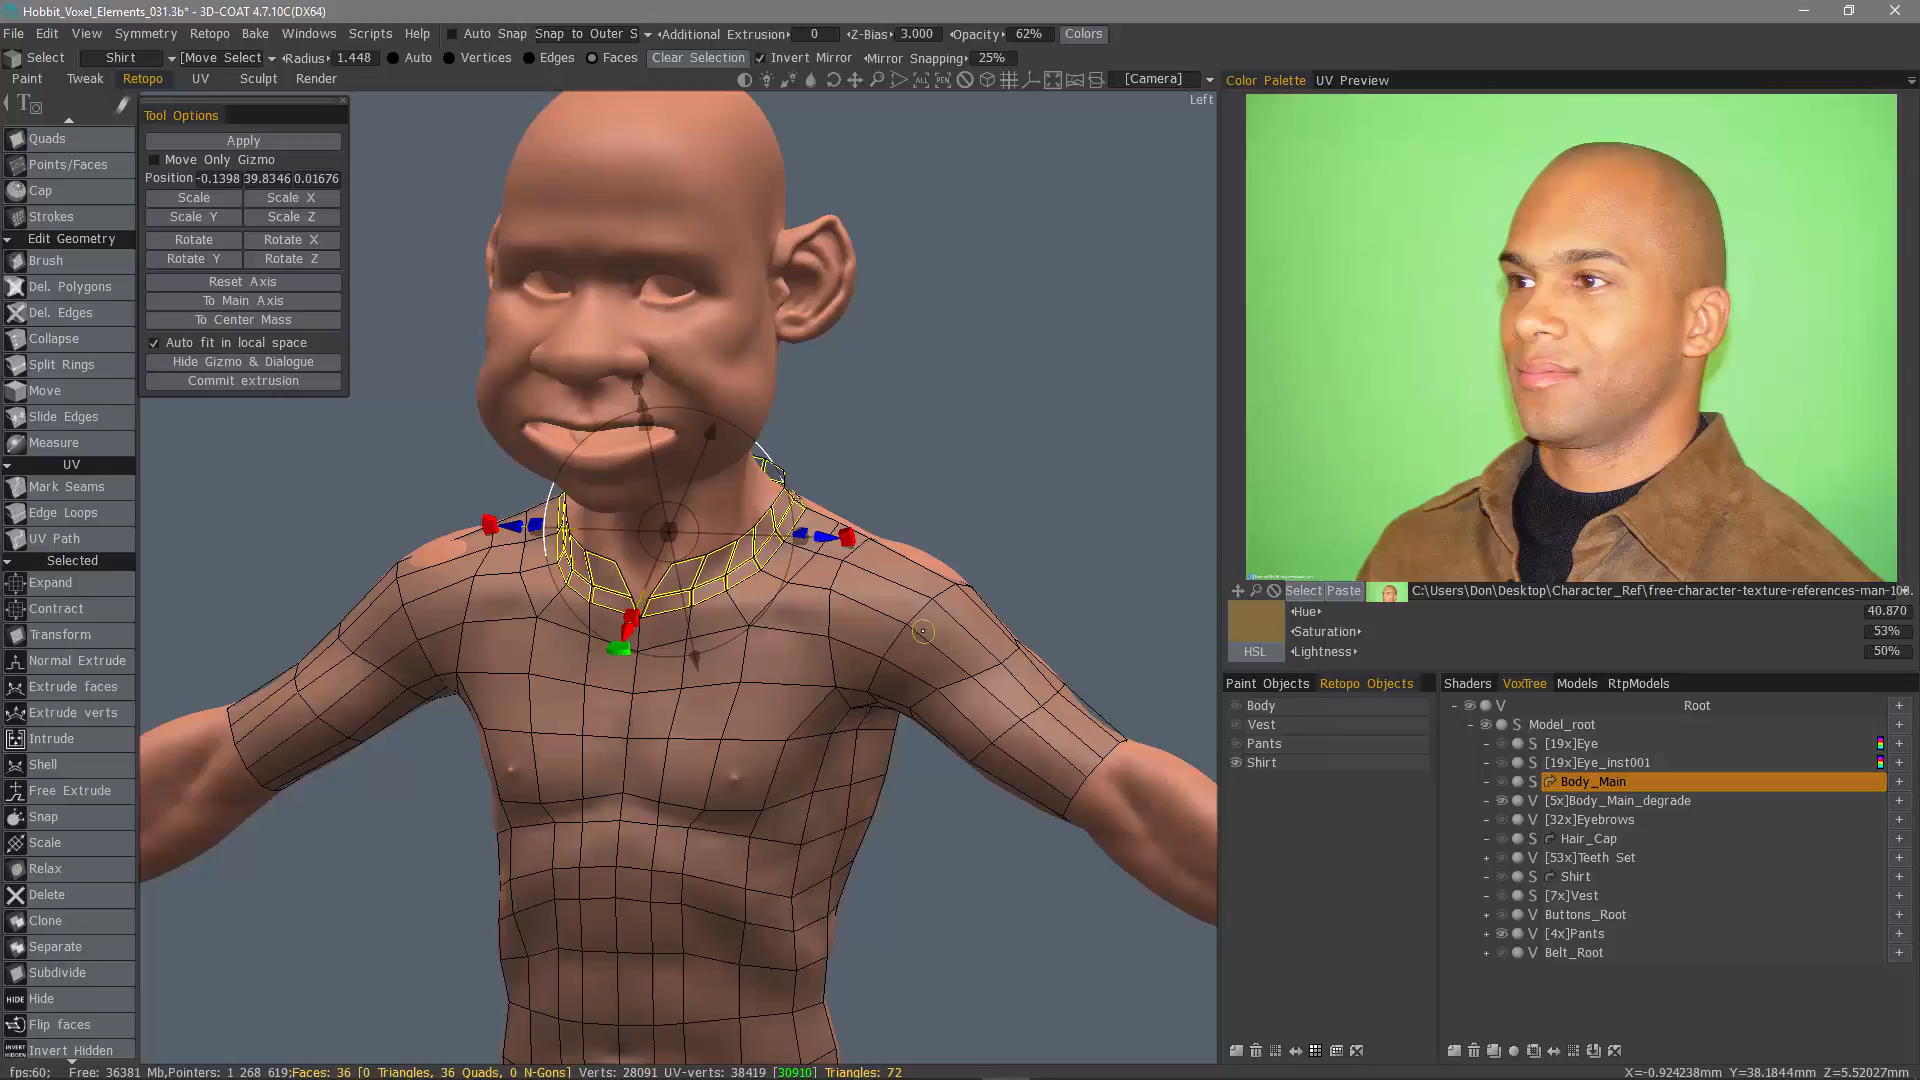 Hobbit_Voxel_Elements_031.3b* - 3D-COAT 4.7.10C(DX64)
File Edit View Symmetry Retopo Bake Windows Scripts Help Auto Snap Snap to Outer S Additional Extrusion 0 Z-Bias 3.000 Opacity 62% Colors
Select Shirt [Move Select Radius 1.448 Auto Vertices Edges Faces Clear Selection Invert Mirror Mirror Snapping 25%
Paint Tweak Retopo UV Sculpt Render ALL PEN [Camera]
Color Palette UV Preview
Left
Tool Options
Apply
Move Only Gizmo
Position -0.1398 39.8346 0.01676
Scale Scale X
Scale Y Scale Z
Rotate Rotate X
Rotate Y Rotate Z
Reset Axis
To Main Axis
To Center Mass
Auto fit in local space
Hide Gizmo & Dialogue
Commit extrusion
Quads
Points/Faces
Cap
Strokes
Edit Geometry
Brush
Del. Polygons
Del. Edges
Collapse
Split Rings
Move
Slide Edges
Measure
UV
Mark Seams
Edge Loops
UV Path
Selected
Expand
Contract
Transform
Normal Extrude
Extrude faces
Extrude verts
Intrude
Shell
Free Extrude
Snap
Scale
Relax
Delete
Clone
Separate
Subdivide
HIDE Hide
Flip faces
INVERT HIDDEN Invert Hidden
Select Paste C:\Users\Don\Desktop\Character_Ref\free-character-texture-references-man-108.
Hue 40.870
Saturation 53%
HSL Lightness 50%
Paint Objects Retopo Objects
Body
Vest
Pants
Shirt
Shaders VoxTree Models RtpModels
V Root +
S Model_root +
S [19x]Eye +
S [19x]Eye_inst001 +
S Body_Main +
V [5x]Body_Main_degrade +
V [32x]Eyebrows +
S Hair_Cap +
V [53x]Teeth Set +
S Shirt +
S [7x]Vest +
V Buttons_Root +
V [4x]Pants +
V Belt_Root +
fps:60; Free: 36381 Mb,Pointers: 1 268 619;Faces: 36 [0 Triangles, 36 Quads, 0 N-Gons] Verts: 28091 UV-verts: 38419 [30910] Triangles: 72
X=-0.924238mm Y=38.1844mm Z=5.52027mm